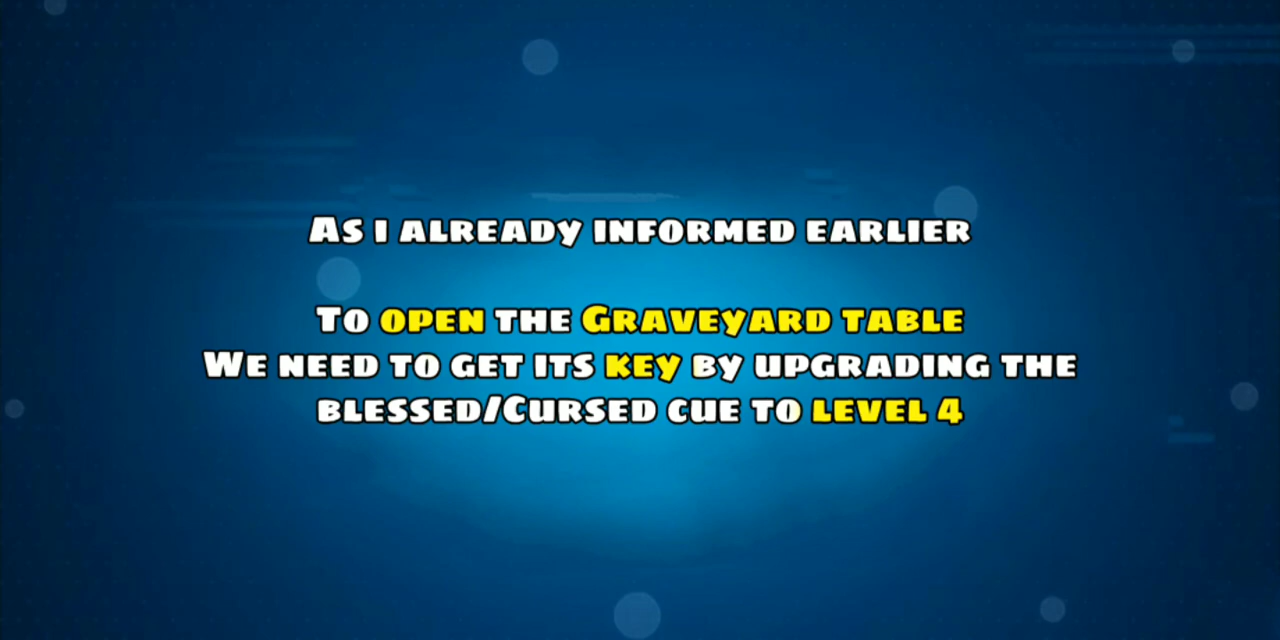 As i already informed earlier
To open the Graveyard table
We need to get its key by upgrading the
blessed/Cursed cue to level 4